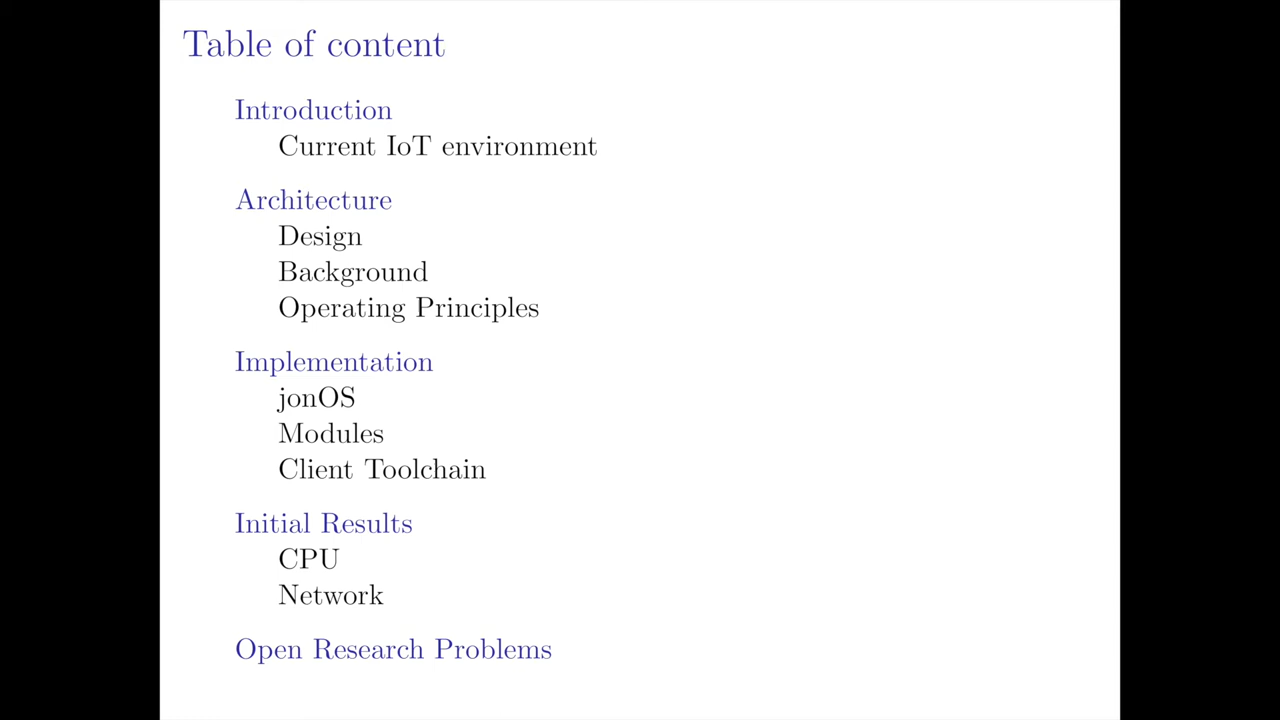 Table of content
Introduction
Current IoT environment
Architecture
Design
Background
Operating Principles
Implementation
jonOS
Modules
Client Toolchain
Initial Results
CPU
Network
Open Research Problems